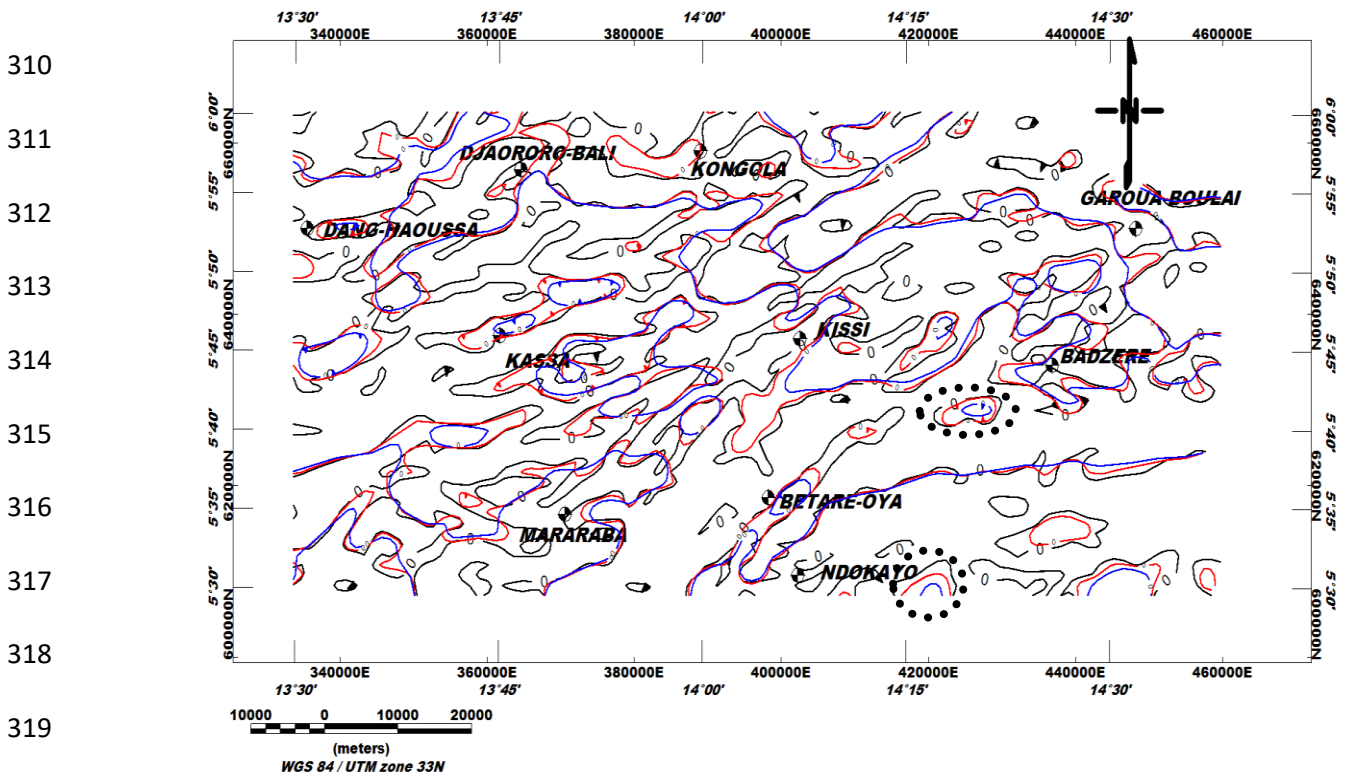 13°30' 13°45' 14°00' 14°15' 14°30'
340000E 360000E 380000E 400000E 420000E 440000E 460000E
310
311
312
313
314
315
316
317
318
319
6°00' 5°55' 5°50' 5°45' 5°40' 5°35' 5°30'
660000N 640000N 620000N 600000N
N
DJAORORO-BALI
KONGOLA
GAROUA-BOULAI
DANG-HAOUSSA
KISSI
KASSA
BADZERE
BETARE-OYA
MARARABA
NDOKAYO
6°00' 5°55' 5°50' 5°45' 5°40' 5°35' 5°30'
6600000N 6400000N 6200000N 6000000N
340000E 360000E 380000E 400000E 420000E 440000E 460000E
13°30' 13°45' 14°00' 14°15' 14°30'
10000 0 10000 20000
(meters)
WGS 84 / UTM zone 33N